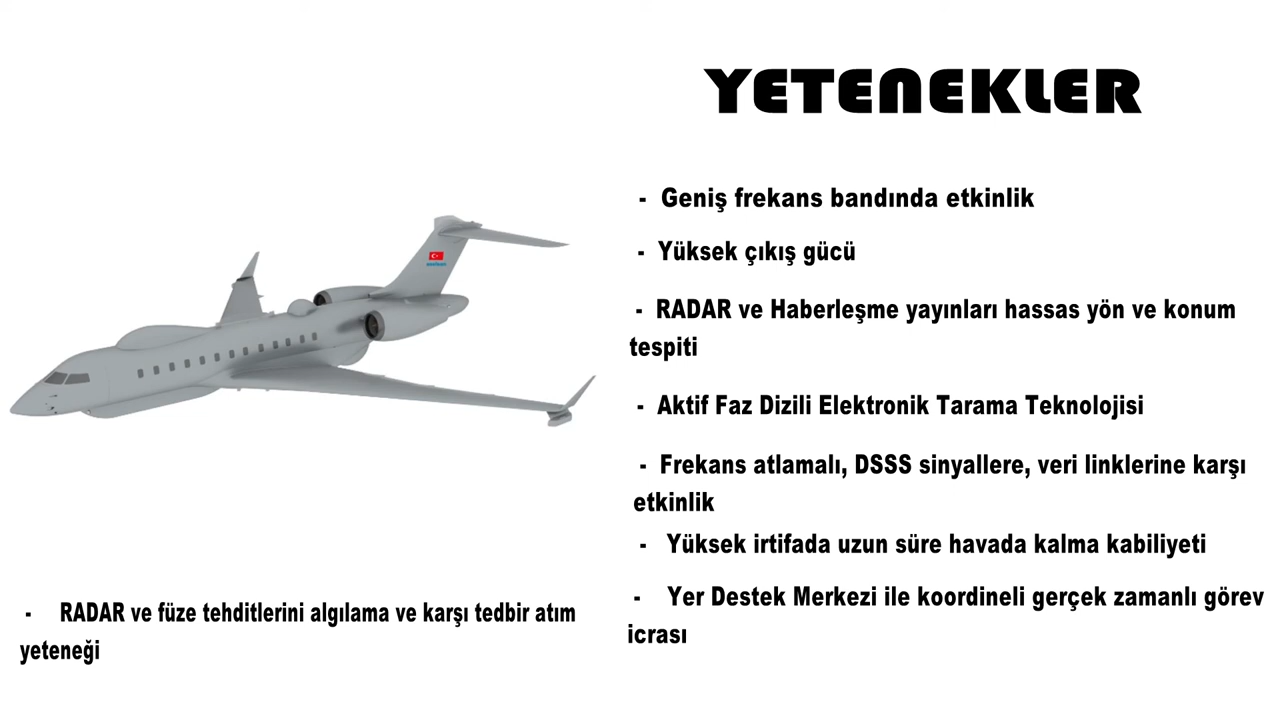 YETENEKLER
- Geniş frekans bandında etkinlik
- Yüksek çıkış gücü
- RADAR ve Haberleşme yayınları hassas yön ve konum
tespiti
- Aktif Faz Dizili Elektronik Tarama Teknolojisi
- Frekans atlamalı, DSSS sinyallere, veri linklerine karşı
etkinlik
- Yüksek irtifada uzun süre havada kalma kabiliyeti
- Yer Destek Merkezi ile koordineli gerçek zamanlı görev
icrası
- RADAR ve füze tehditlerini algılama ve karşı tedbir atım
yeteneği